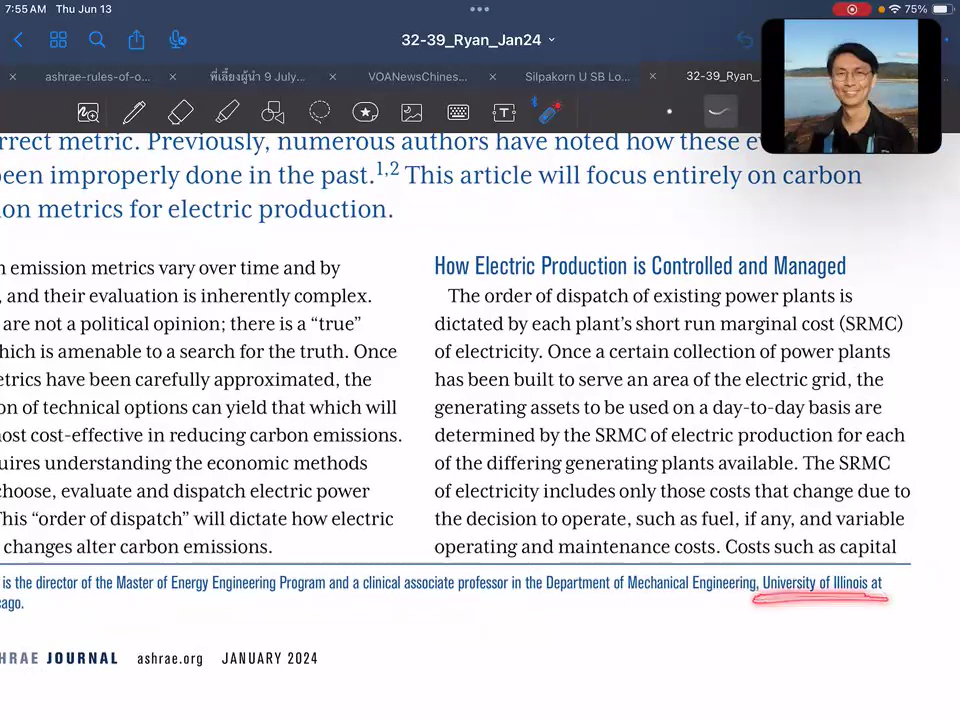 7:55 AM Thu Jun 13
75%
32-39_Ryan_Jan24
ashrae-rules-of-o...
พี่เลี้ยงผู้นำ 9 July...
VOANewsChines...
Silpakorn U SB Lo...
32-39_Ryan_
rrect metric. Previously, numerous authors have noted how these e
een improperly done in the past.1,2 This article will focus entirely on carbon
ion metrics for electric production.
n emission metrics vary over time and by
, and their evaluation is inherently complex.
are not a political opinion; there is a “true”
hich is amenable to a search for the truth. Once
etrics have been carefully approximated, the
on of technical options can yield that which will
ost cost-effective in reducing carbon emissions.
uires understanding the economic methods
choose, evaluate and dispatch electric power
This “order of dispatch” will dictate how electric
changes alter carbon emissions.
How Electric Production is Controlled and Managed
The order of dispatch of existing power plants is
dictated by each plant’s short run marginal cost (SRMC)
of electricity. Once a certain collection of power plants
has been built to serve an area of the electric grid, the
generating assets to be used on a day-to-day basis are
determined by the SRMC of electric production for each
of the differing generating plants available. The SRMC
of electricity includes only those costs that change due to
the decision to operate, such as fuel, if any, and variable
operating and maintenance costs. Costs such as capital
is the director of the Master of Energy Engineering Program and a clinical associate professor in the Department of Mechanical Engineering, University of Illinois at
cago.
HRAE JOURNAL ashrae.org JANUARY 2024